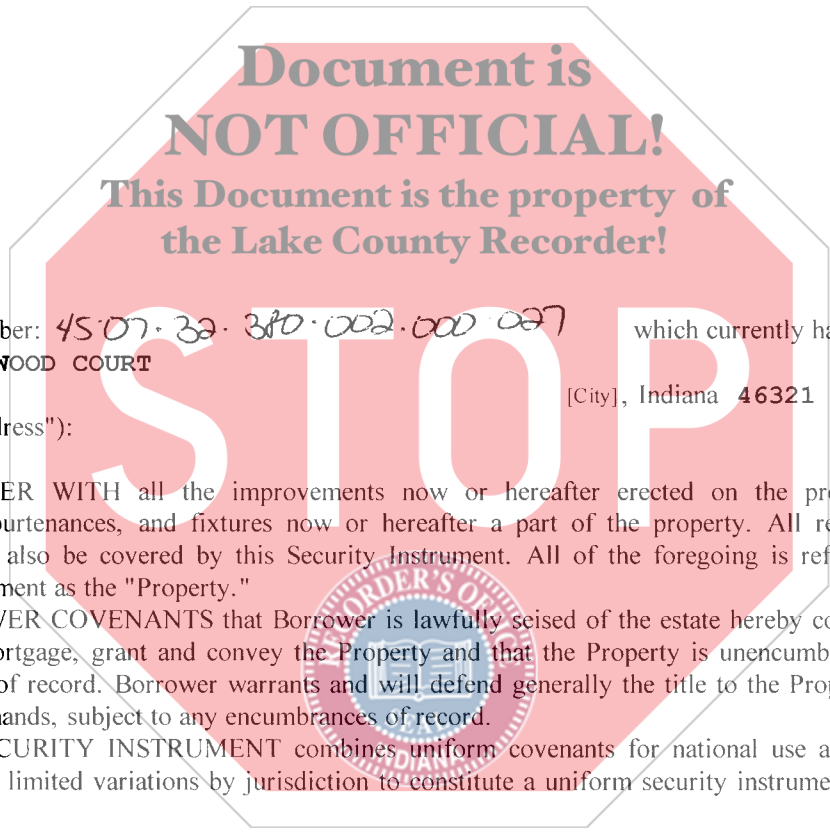 Document is
NOT OFFICIAL!
This Document is the property of
the Lake County Recorder!
STOP
ber: 45 07 · 32 · 380 · 002 · 000 027 which currently ha
WOOD COURT
[City], Indiana 46321
ress"):
ER WITH all the improvements now or hereafter erected on the pr
purtenances, and fixtures now or hereafter a part of the property. All re
also be covered by this Security Instrument. All of the foregoing is ref
ment as the "Property."
VER COVENANTS that Borrower is lawfully seised of the estate hereby co
ortgage, grant and convey the Property and that the Property is unencumb
of record. Borrower warrants and will defend generally the title to the Prop
nands, subject to any encumbrances of record.
CURITY INSTRUMENT combines uniform covenants for national use a
limited variations by jurisdiction to constitute a uniform security instrume
RECORDER'S OFFICE
INDIANA